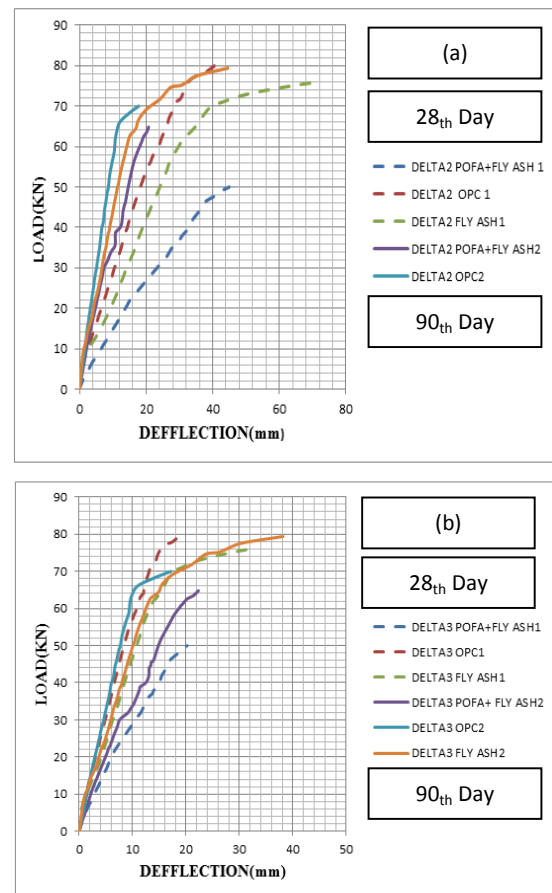 90
80
70
60
50
40
30
20
10
0
LOAD(KN)
0 20 40 60 80
DEFFLECTION(mm)
(a)
28th Day
DELTA2 POFA+FLY ASH 1
DELTA2 OPC 1
DELTA2 FLY ASH1
DELTA2 POFA+FLY ASH2
DELTA2 OPC2
90th Day
90
80
70
60
50
40
30
20
10
0
LOAD(KN)
0 10 20 30 40 50
DEFFLECTION(mm)
(b)
28th Day
DELTA3 POFA+FLY ASH1
DELTA3 OPC1
DELTA3 FLY ASH1
DELTA3 POFA+ FLY ASH2
DELTA3 OPC2
DELTA3 FLY ASH2
90th Day